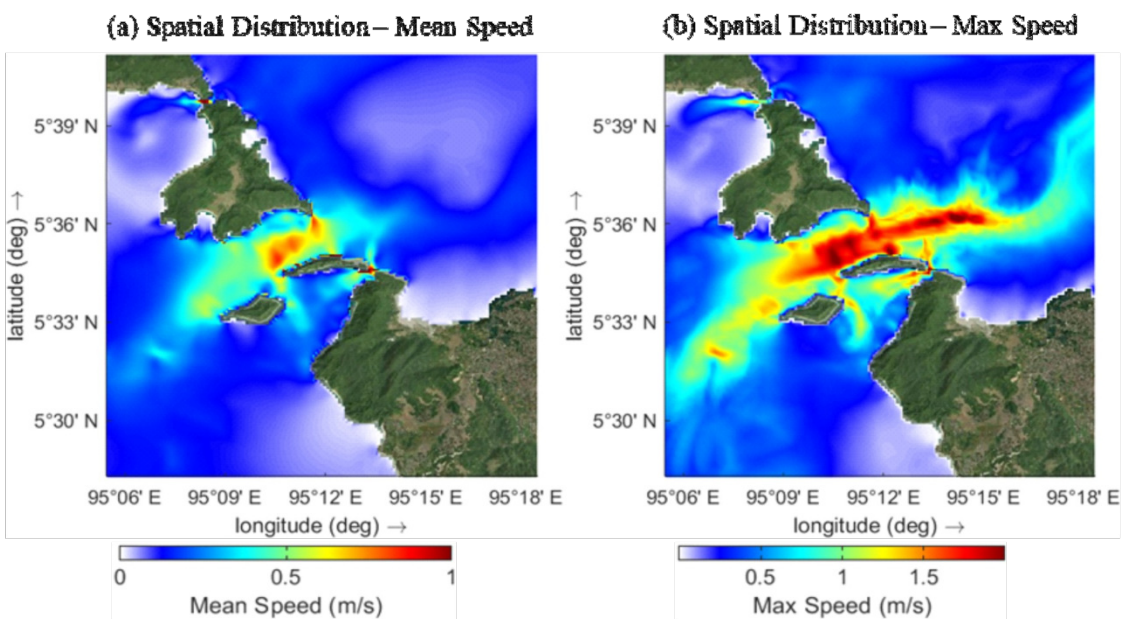 (a) Spatial Distribution – Mean Speed
(b) Spatial Distribution – Max Speed
latitude (deg) →
5°39' N
5°36' N
5°33' N
5°30' N
95°06' E 95°09' E 95°12' E 95°15' E 95°18' E
longitude (deg) →
0 0.5 1
Mean Speed (m/s)
latitude (deg) →
5°39' N
5°36' N
5°33' N
5°30' N
95°06' E 95°09' E 95°12' E 95°15' E 95°18' E
longitude (deg) →
0.5 1 1.5
Max Speed (m/s)